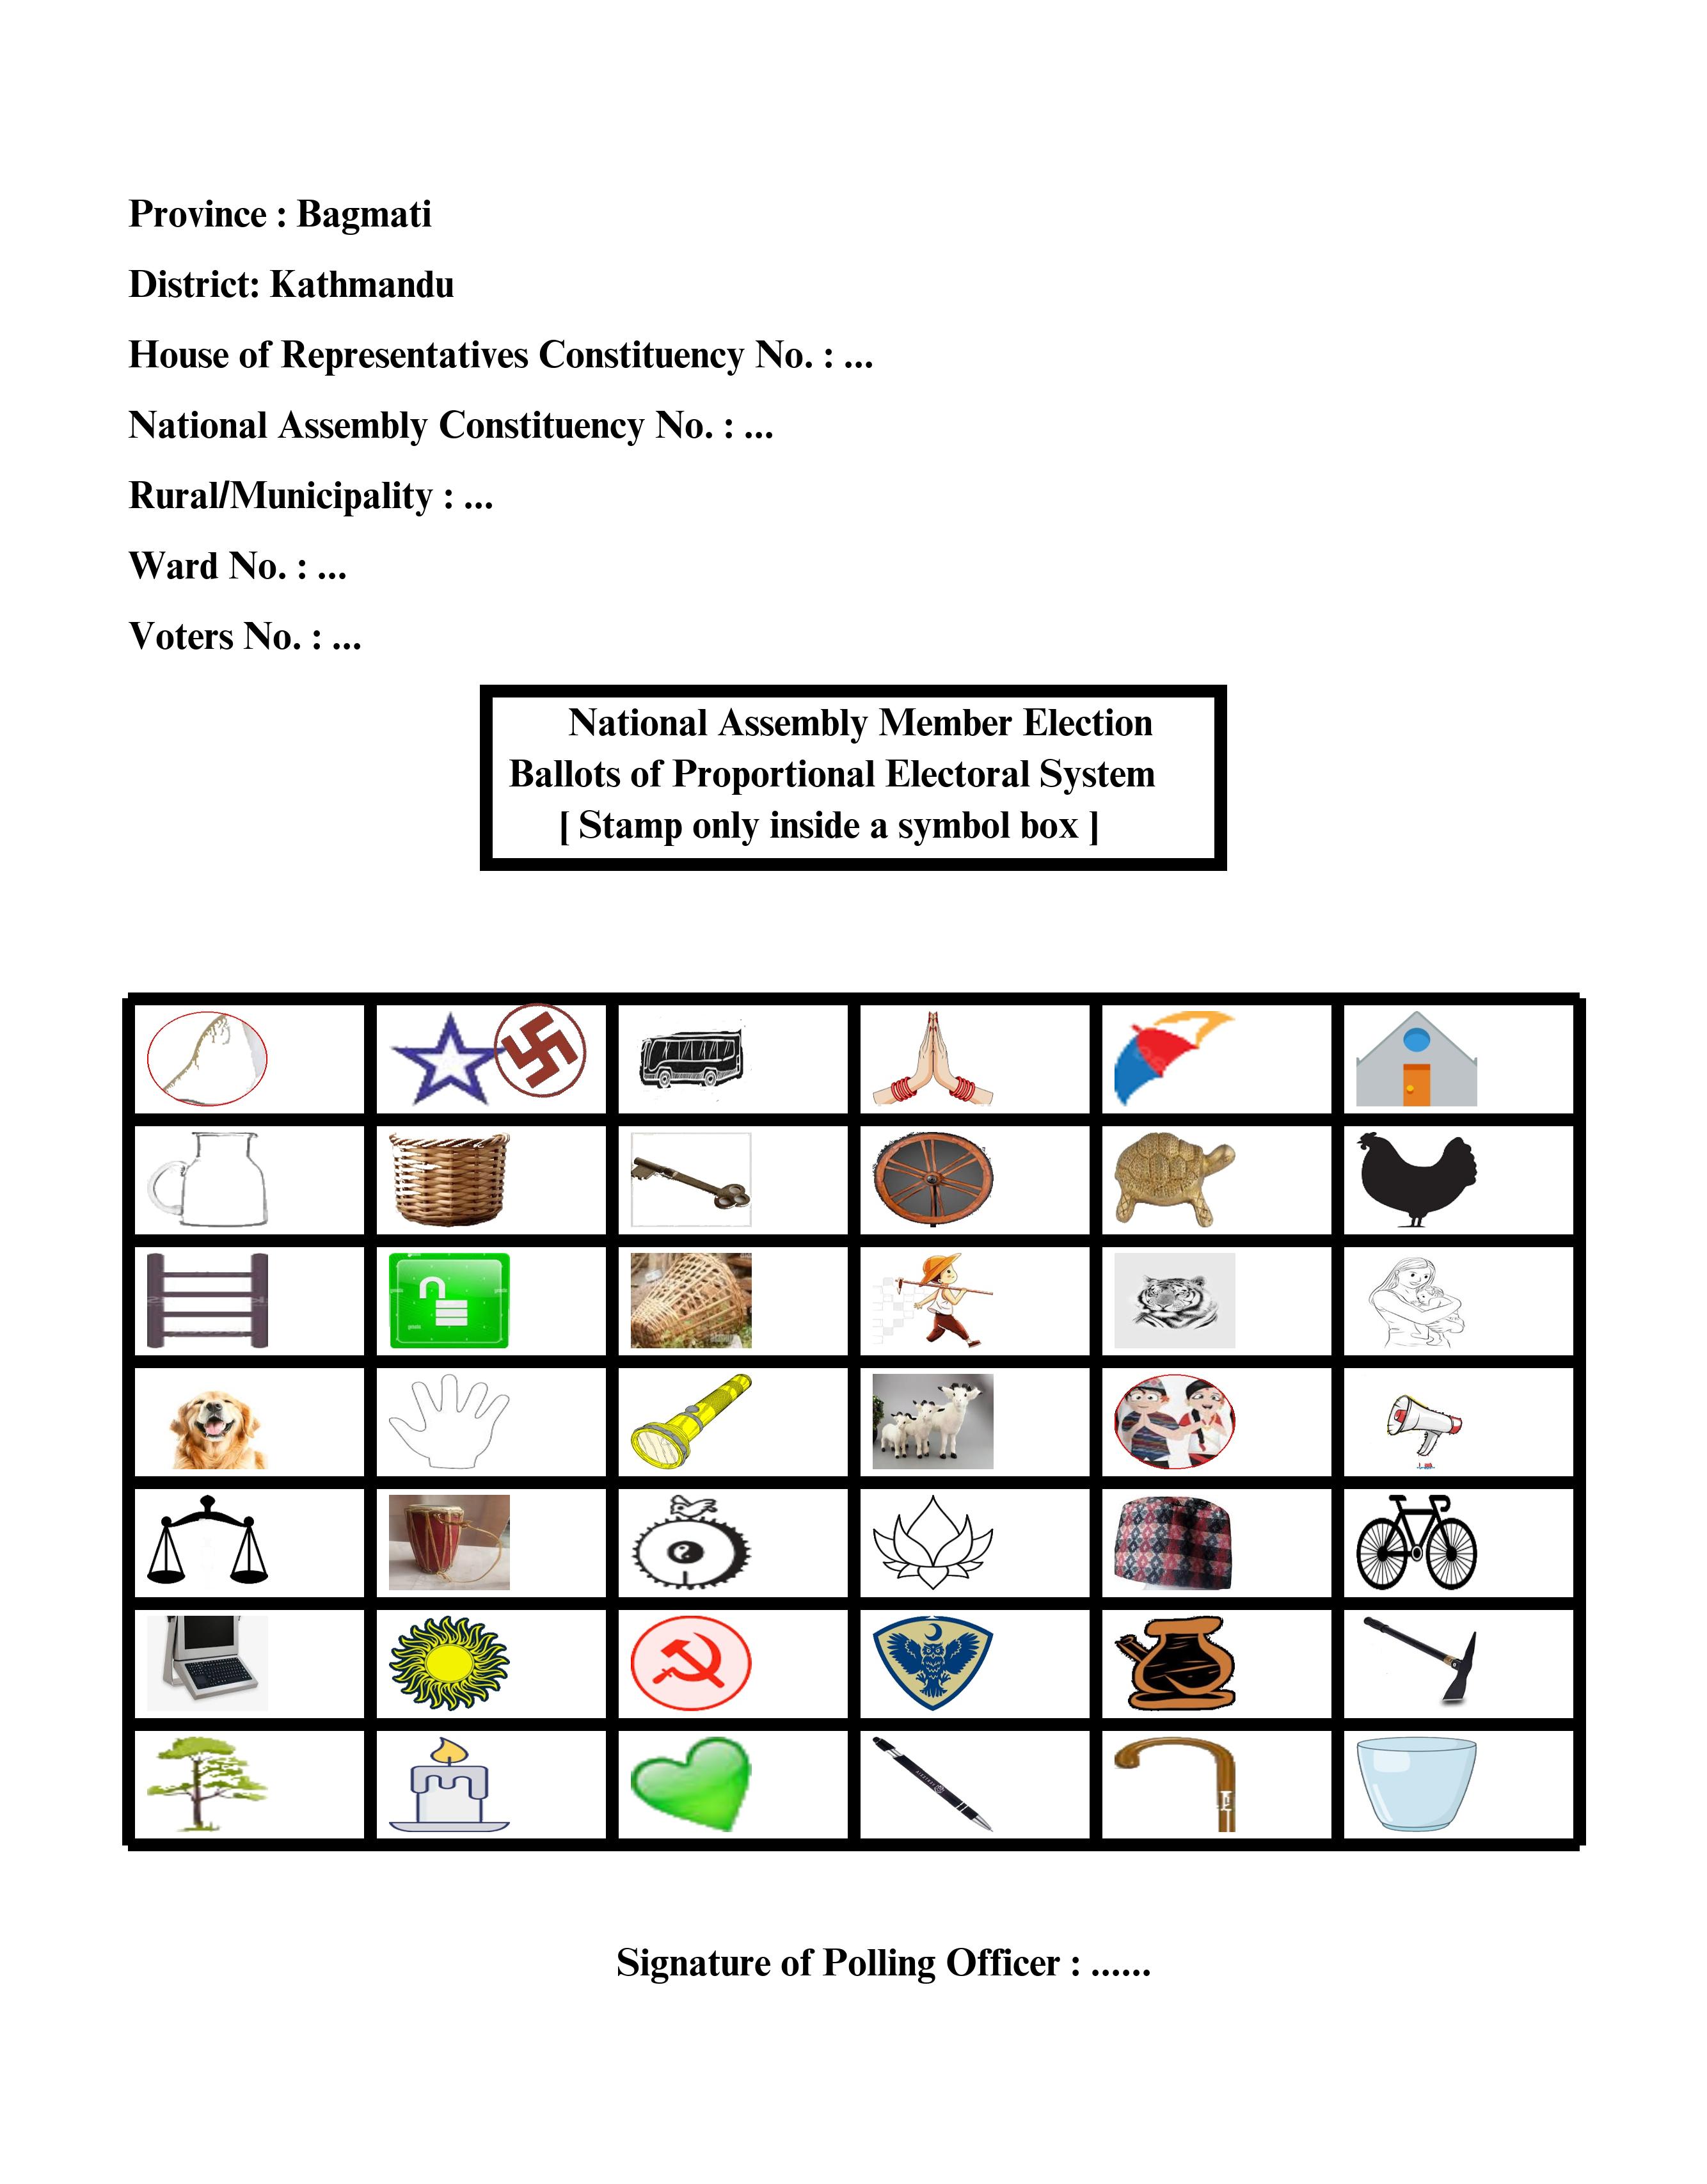 Province : Bagmati
District: Kathmandu
House of Representatives Constituency No. : ...
National Assembly Constituency No. : ...
Rural/Municipality : ...
Ward No. : ...
Voters No. : ...
National Assembly Member Election
Ballots of Proportional Electoral System
[ Stamp only inside a symbol box ]
Signature of Polling Officer : ......